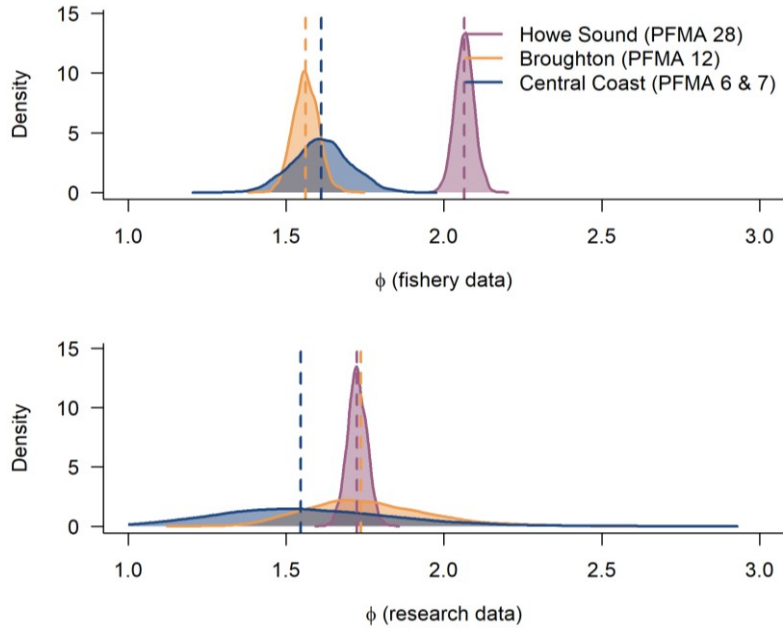 15
10
5
0
Density
Howe Sound (PFMA 28)
Broughton (PFMA 12)
Central Coast (PFMA 6 & 7)
1.0 1.5 2.0 2.5 3.0
ϕ (fishery data)
15
10
5
0
Density
1.0 1.5 2.0 2.5 3.0
ϕ (research data)